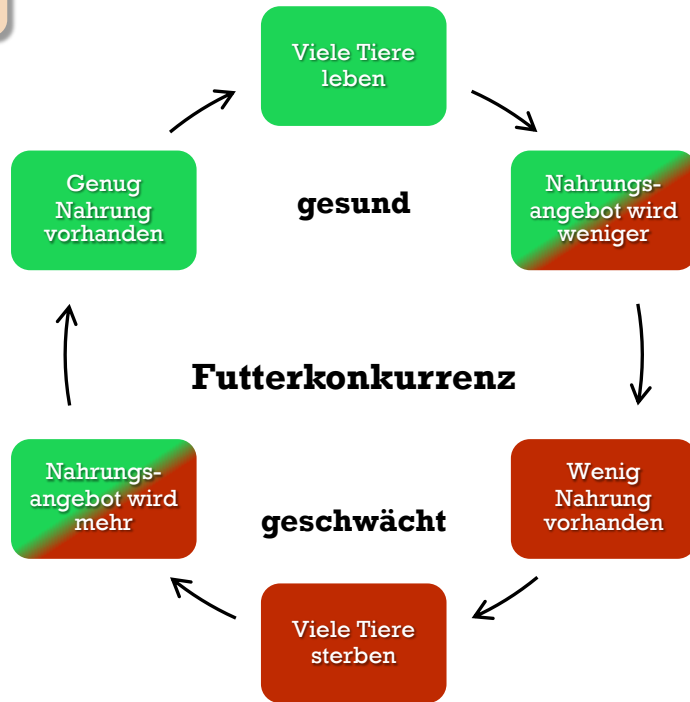 Viele Tiere
leben
Genug
Nahrung
vorhanden
gesund
Nahrungs-
angebot wird
weniger
Futterkonkurrenz
Nahrungs-
angebot wird
mehr
geschwächt
Wenig
Nahrung
vorhanden
Viele Tiere
sterben